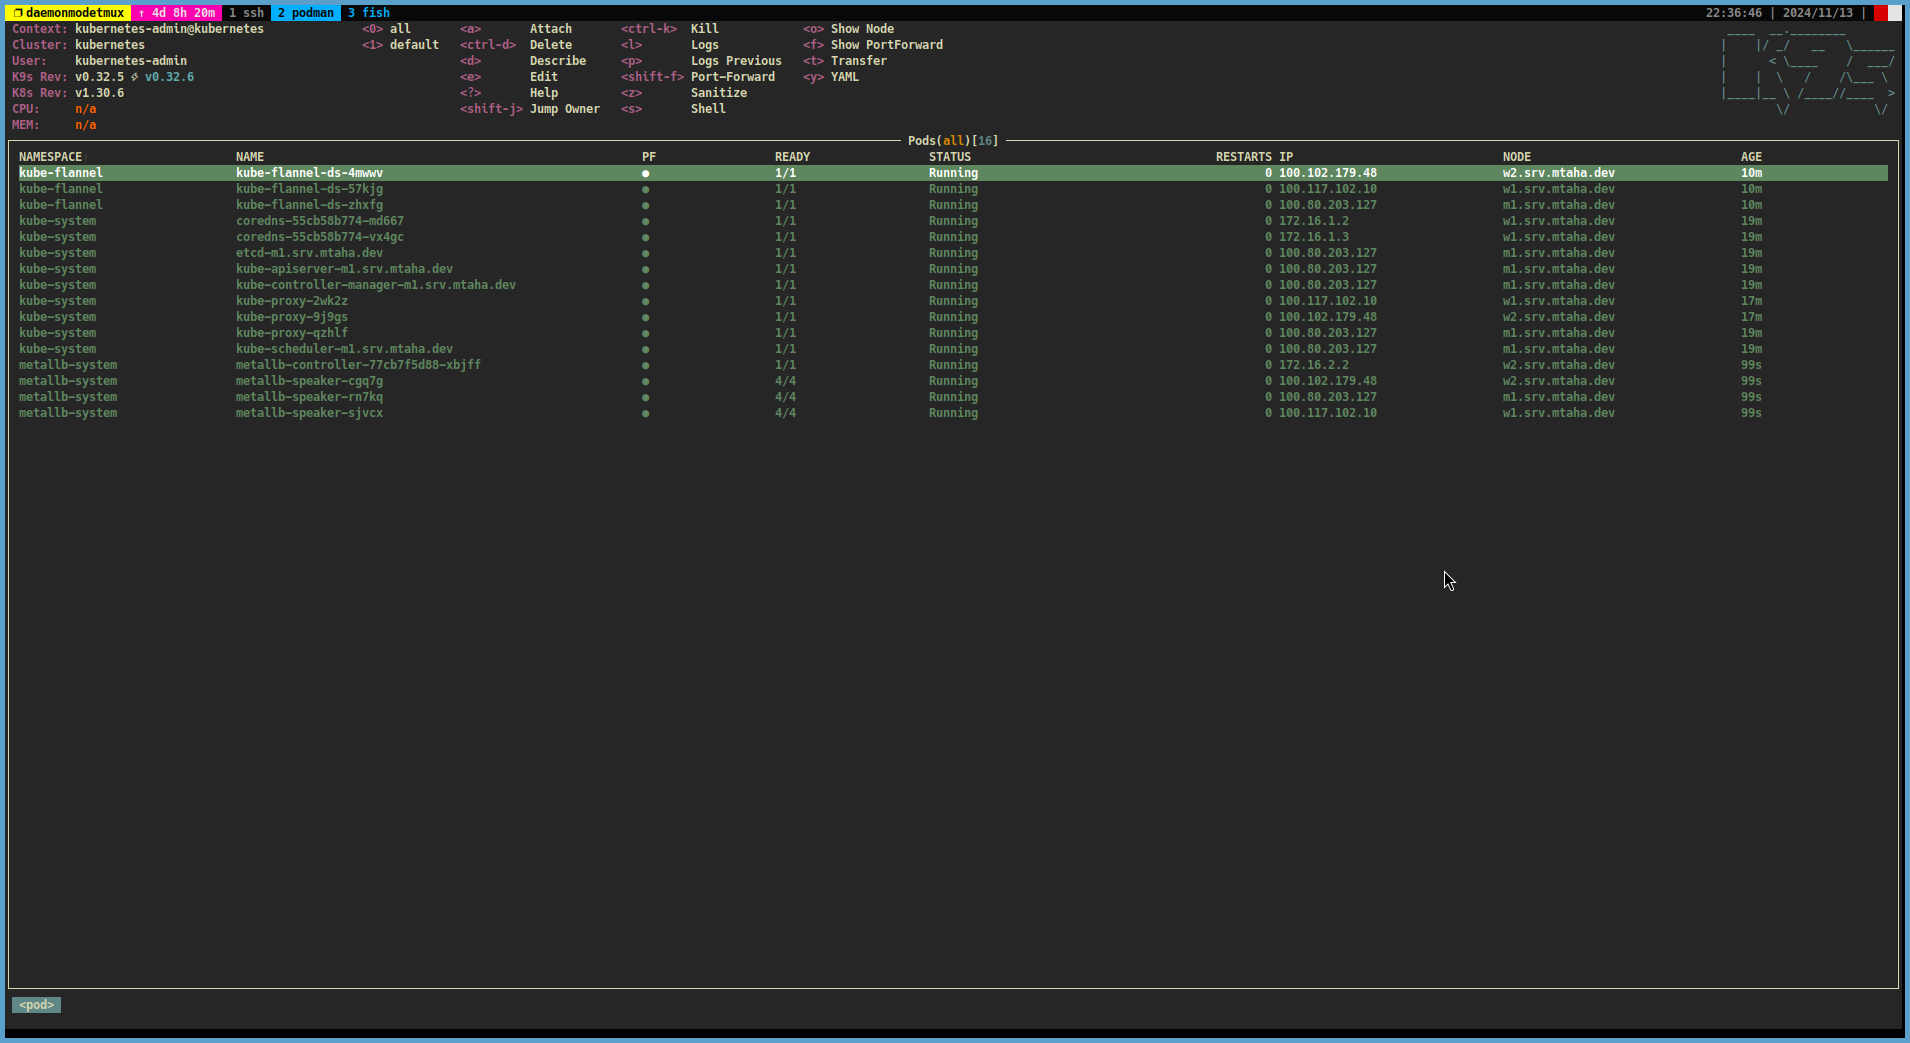 ❐ daemonmodetmux ↑ 4d 8h 20m 1 ssh 2 podman 3 fish 22:36:46 | 2024/11/13 |
Context: kubernetes-admin@kubernetes <0> all <a> Attach <ctrl-k> Kill <o> Show Node
Cluster: kubernetes <1> default <ctrl-d> Delete <l> Logs <f> Show PortForward
User: kubernetes-admin <d> Describe <p> Logs Previous <t> Transfer
K9s Rev: v0.32.5 ⚡ v0.32.6 <e> Edit <shift-f> Port-Forward <y> YAML
K8s Rev: v1.30.6 <?> Help <z> Sanitize
CPU: n/a <shift-j> Jump Owner <s> Shell
MEM: n/a
Pods(all)[16]
NAMESPACE↑ NAME PF READY STATUS RESTARTS IP NODE AGE
kube-flannel kube-flannel-ds-4mwwv ● 1/1 Running 0 100.102.179.48 w2.srv.mtaha.dev 10m
kube-flannel kube-flannel-ds-57kjg ● 1/1 Running 0 100.117.102.10 w1.srv.mtaha.dev 10m
kube-flannel kube-flannel-ds-zhxfg ● 1/1 Running 0 100.80.203.127 m1.srv.mtaha.dev 10m
kube-system coredns-55cb58b774-md667 ● 1/1 Running 0 172.16.1.2 w1.srv.mtaha.dev 19m
kube-system coredns-55cb58b774-vx4gc ● 1/1 Running 0 172.16.1.3 w1.srv.mtaha.dev 19m
kube-system etcd-m1.srv.mtaha.dev ● 1/1 Running 0 100.80.203.127 m1.srv.mtaha.dev 19m
kube-system kube-apiserver-m1.srv.mtaha.dev ● 1/1 Running 0 100.80.203.127 m1.srv.mtaha.dev 19m
kube-system kube-controller-manager-m1.srv.mtaha.dev ● 1/1 Running 0 100.80.203.127 m1.srv.mtaha.dev 19m
kube-system kube-proxy-2wk2z ● 1/1 Running 0 100.117.102.10 w1.srv.mtaha.dev 17m
kube-system kube-proxy-9j9gs ● 1/1 Running 0 100.102.179.48 w2.srv.mtaha.dev 17m
kube-system kube-proxy-qzhlf ● 1/1 Running 0 100.80.203.127 m1.srv.mtaha.dev 19m
kube-system kube-scheduler-m1.srv.mtaha.dev ● 1/1 Running 0 100.80.203.127 m1.srv.mtaha.dev 19m
metallb-system metallb-controller-77cb7f5d88-xbjff ● 1/1 Running 0 172.16.2.2 w2.srv.mtaha.dev 99s
metallb-system metallb-speaker-cgq7g ● 4/4 Running 0 100.102.179.48 w2.srv.mtaha.dev 99s
metallb-system metallb-speaker-rn7kq ● 4/4 Running 0 100.80.203.127 m1.srv.mtaha.dev 99s
metallb-system metallb-speaker-sjvcx ● 4/4 Running 0 100.117.102.10 w1.srv.mtaha.dev 99s
<pod>